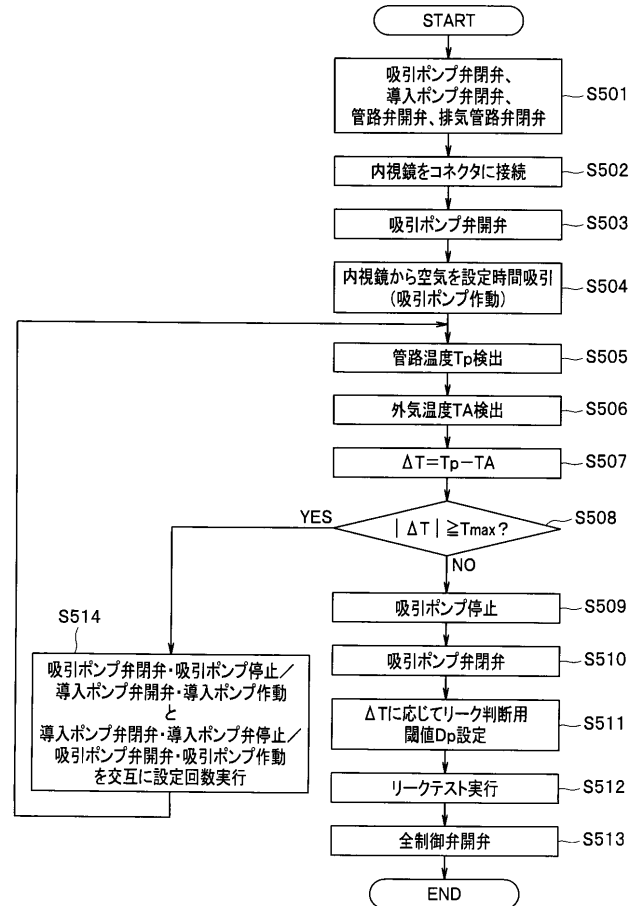 START
吸引ポンプ弁閉弁、
導入ポンプ弁閉弁、
管路弁開弁、排気管路弁閉弁
S501
内視鏡をコネクタに接続
S502
吸引ポンプ弁開弁
S503
内視鏡から空気を設定時間吸引
(吸引ポンプ作動)
S504
管路温度Tp検出
S505
外気温度TA検出
S506
ΔT=Tp-TA
S507
|ΔT|≧Tmax?
S508
YES
NO
吸引ポンプ停止
S509
吸引ポンプ弁閉弁
S510
ΔTに応じてリーク判断用
閾値Dp設定
S511
リークテスト実行
S512
全制御弁開弁
S513
END
S514
吸引ポンプ弁閉弁・吸引ポンプ停止/
導入ポンプ弁開弁・導入ポンプ作動
と
導入ポンプ弁閉弁・導入ポンプ弁停止/
吸引ポンプ弁開弁・吸引ポンプ作動
を交互に設定回数実行